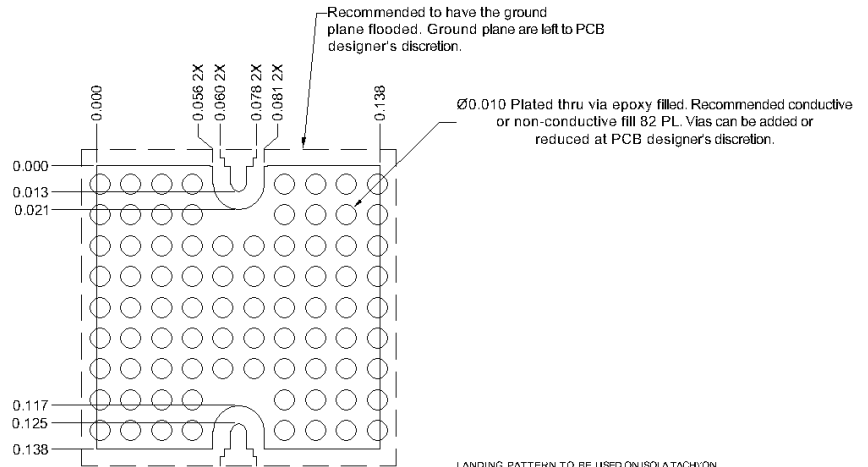 Recommended to have the ground
plane flooded. Ground plane are left to PCB
designer's discretion.
0.000
0.056 2X
0.060 2X
0.078 2X
0.081 2X
0.138
Ø0.010 Plated thru via epoxy filled. Recommended conductive
or non-conductive fill 82 PL. Vias can be added or
reduced at PCB designer's discretion.
0.000
0.013
0.021
0.117
0.125
0.138
LANDING PATTERN TO BE USED ON ISOLA TACHYON